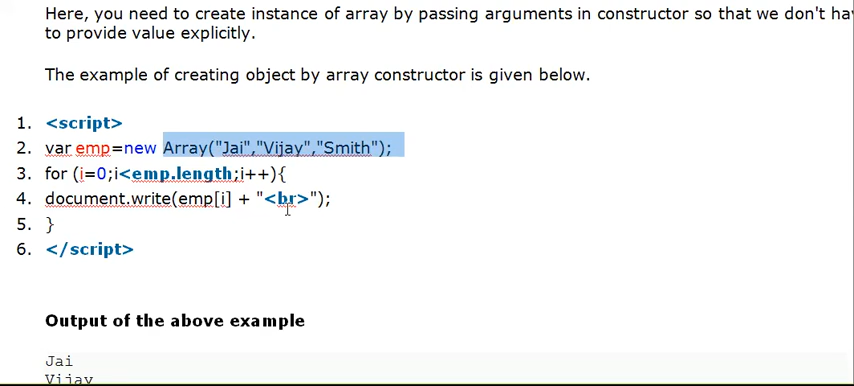 Here, you need to create instance of array by passing arguments in constructor so that we don't
to provide value explicitly.
The example of creating object by array constructor is given below.
1. <script>
2. var emp=new Array("Jai","Vijay","Smith");
3. for (i=0;i<emp.length;i++){
4. document.write(emp[i] + "<br>");
5. }
6. </script>
Output of the above example
Jai
Vijay